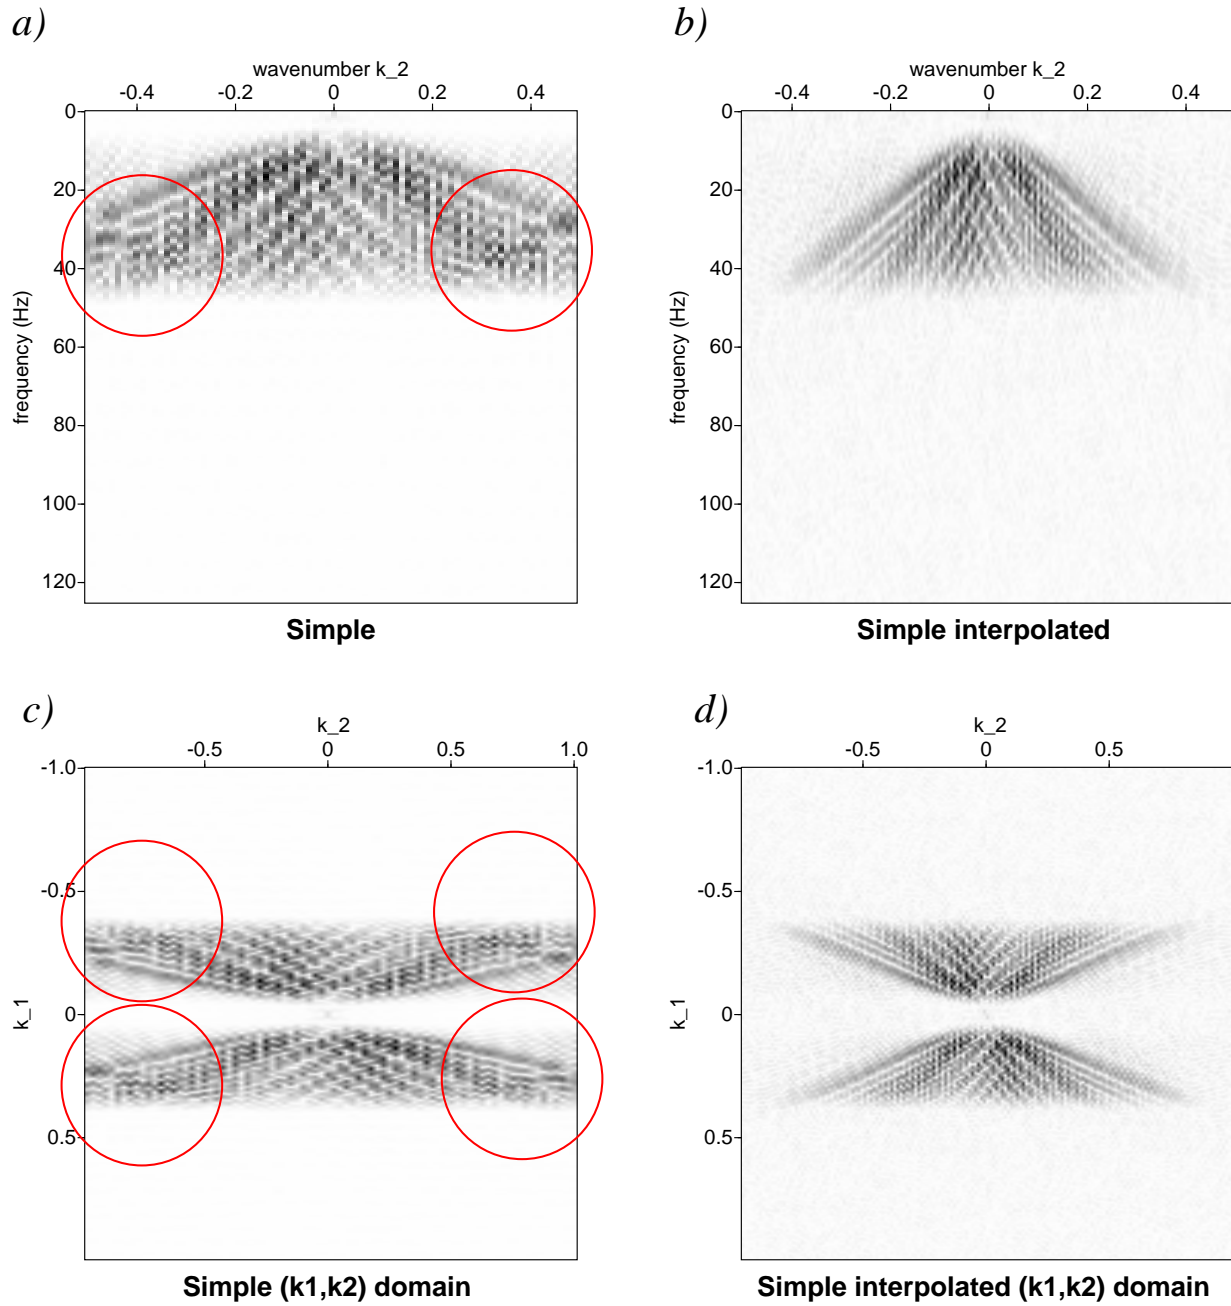 a)
b)
wavenumber k_2
-0.4 -0.2 0 0.2 0.4
0
20
40
60
80
100
120
frequency (Hz)
Simple
wavenumber k_2
-0.4 -0.2 0 0.2 0.4
0
20
40
60
80
100
120
frequency (Hz)
Simple interpolated
c)
d)
k_2
-0.5 0 0.5 1.0
-1.0
-0.5
0
0.5
k_1
Simple (k1,k2) domain
k_2
-0.5 0 0.5
-1.0
-0.5
0
0.5
k_1
Simple interpolated (k1,k2) domain